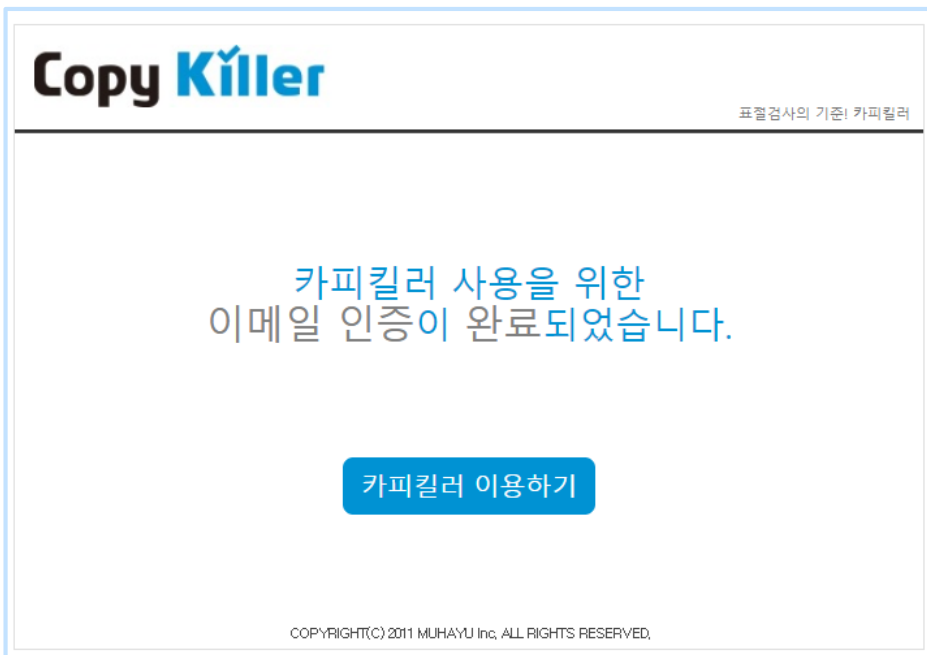 Copy Killer
표절검사의 기준! 카피킬러
카피킬러 사용을 위한
이메일 인증이 완료되었습니다.
카피킬러 이용하기
COPYRIGHT(C) 2011 MUHAYU Inc, ALL RIGHTS RESERVED,